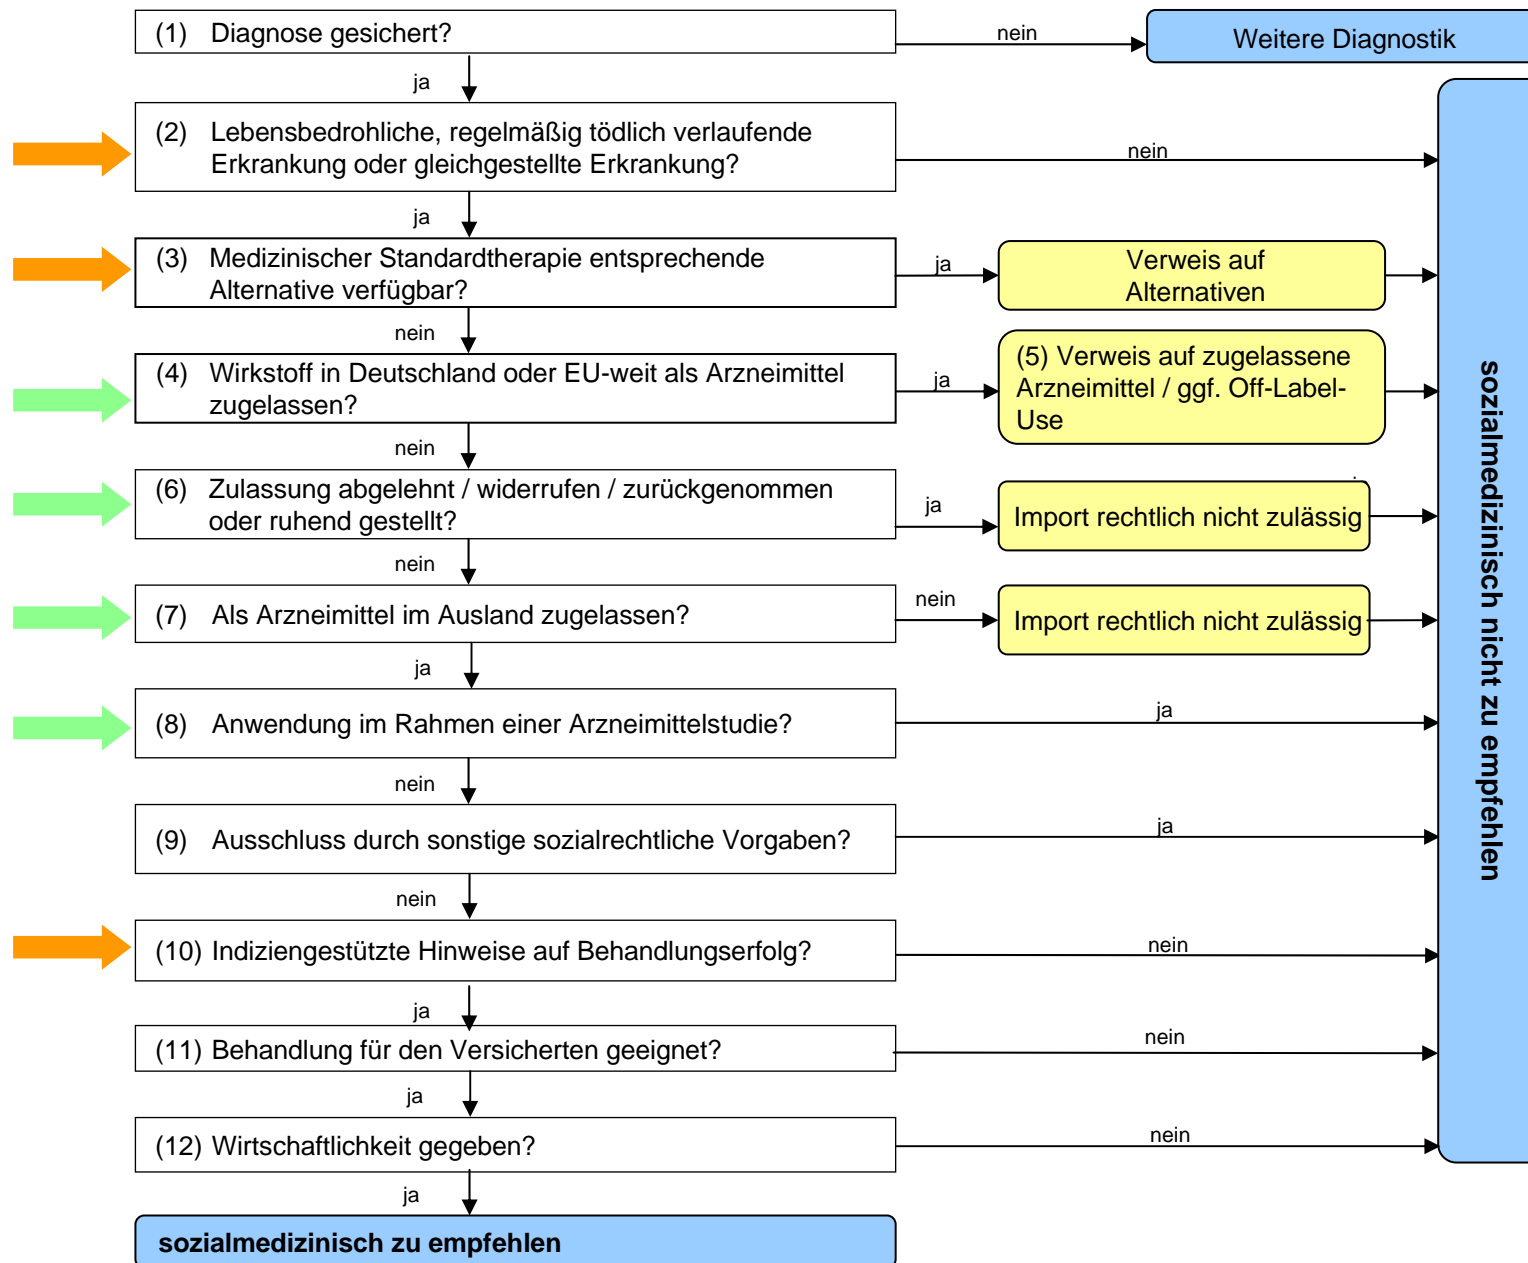 (1) Diagnose gesichert?
nein
Weitere Diagnostik
ja
(2) Lebensbedrohliche, regelmäßig tödlich verlaufende
Erkrankung oder gleichgestellte Erkrankung?
nein
ja
(3) Medizinischer Standardtherapie entsprechende
Alternative verfügbar?
ja
Verweis auf
Alternativen
nein
(4) Wirkstoff in Deutschland oder EU-weit als Arzneimittel
zugelassen?
ja
(5) Verweis auf zugelassene
Arzneimittel / ggf. Off-Label-
Use
nein
(6) Zulassung abgelehnt / widerrufen / zurückgenommen
oder ruhend gestellt?
ja
Import rechtlich nicht zulässig
nein
(7) Als Arzneimittel im Ausland zugelassen?
nein
Import rechtlich nicht zulässig
ja
(8) Anwendung im Rahmen einer Arzneimittelstudie?
ja
nein
(9) Ausschluss durch sonstige sozialrechtliche Vorgaben?
ja
nein
(10) Indiziengestützte Hinweise auf Behandlungserfolg?
nein
ja
(11) Behandlung für den Versicherten geeignet?
nein
ja
(12) Wirtschaftlichkeit gegeben?
nein
ja
sozialmedizinisch zu empfehlen
sozialmedizinisch nicht zu empfehlen